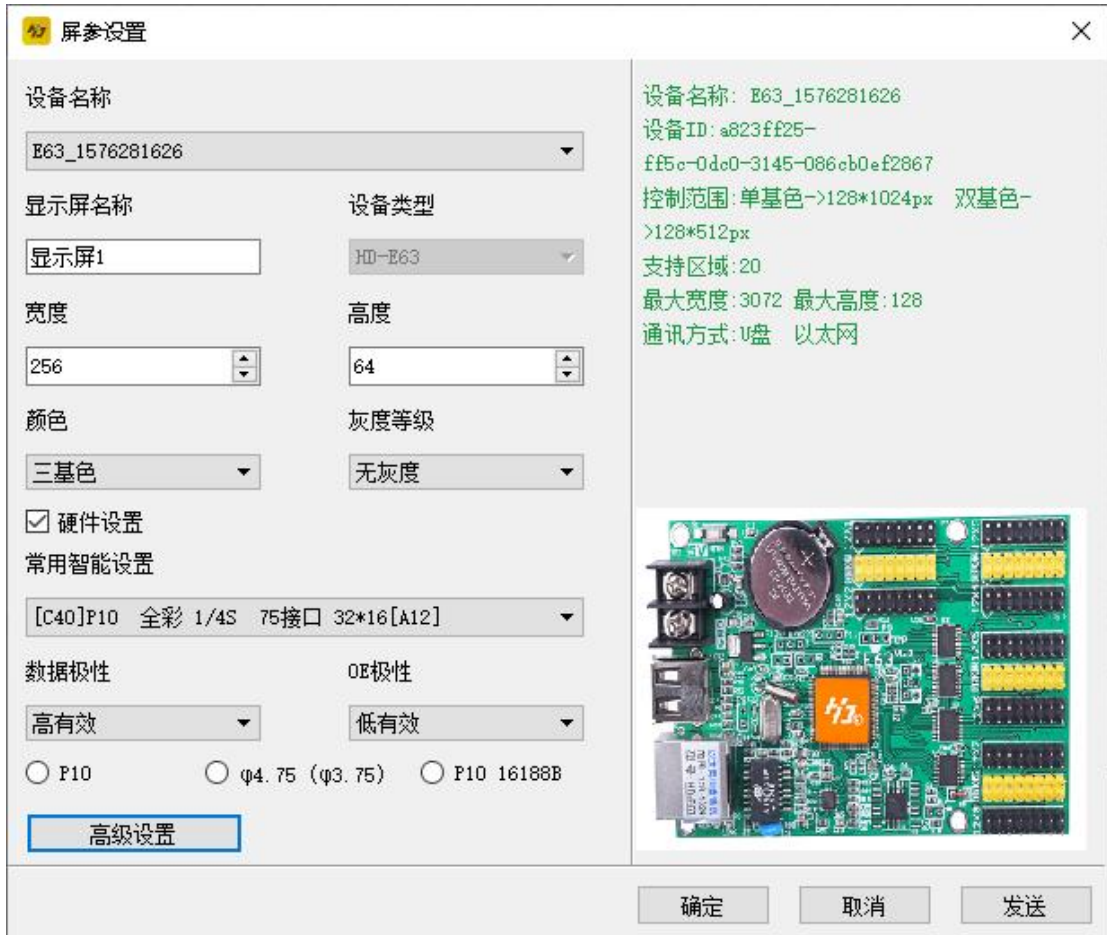 屏参设置
设备名称
E63_1576281626
显示屏名称 设备类型
显示屏1 HD-E63
宽度 高度
256 64
颜色 灰度等级
三基色 无灰度
硬件设置
常用智能设置
[C40]P10 全彩 1/4S 75接口 32*16[A12]
数据极性 OE极性
高有效 低有效
P10 φ4.75 (φ3.75) P10 16188B
高级设置
设备名称: E63_1576281626
设备ID:a823ff25-
ff5c-0dc0-3145-086cb0ef2867
控制范围:单基色->128*1024px 双基色-
>128*512px
支持区域:20
最大宽度:3072 最大高度:128
通讯方式:U盘 以太网
确定 取消 发送